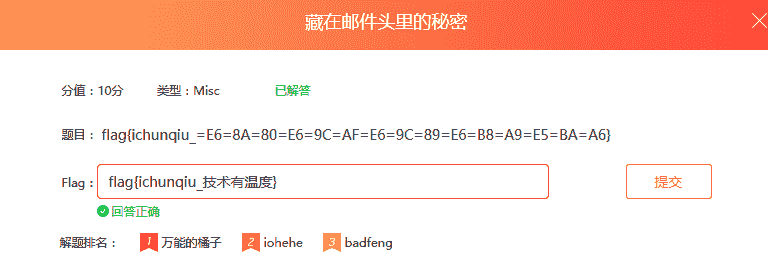 藏在邮件头里的秘密
分值：10分 类型：Misc 已解答
题目： flag{ichunqiu_=E6=8A=80=E6=9C=AF=E6=9C=89=E6=B8=A9=E5=BA=A6}
Flag： flag{ichunqiu_技术有温度} 提交
回答正确
解题排名： 1 万能的橘子 2 iohehe 3 badfeng